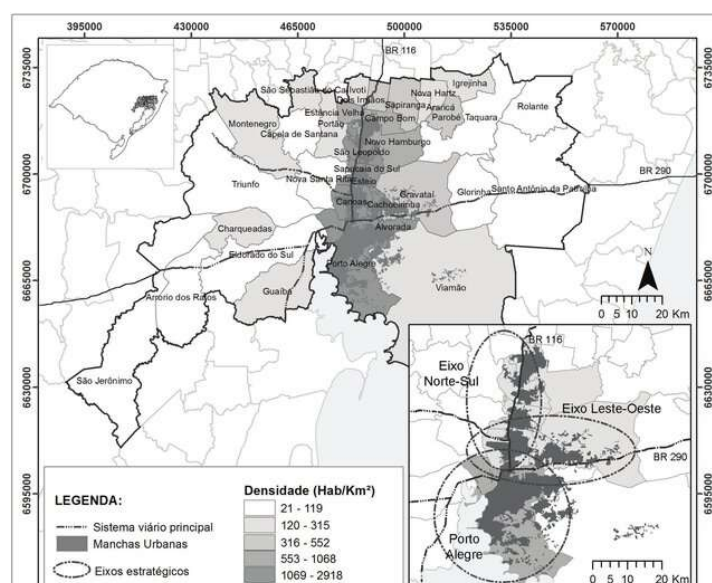 395000 430000 465000 500000 535000 570000
BR 116
6735000 6735000
Igrejinha
São Sebastião do Caí Ivoti
Nova Hartz
Dois Irmãos
Sapiranga
Rolante
Estância Velha
Araricá
Montenegro
Portão
Campo Bom
Parobé Taquara
Capela de Santana
Novo Hamburgo
São Leopoldo
BR 290
6700000 6700000
Sapucaia do Sul
Triunfo
Nova Santa Rita
Esteio
Glorinha
Santo Antônio da Patrulha
Gravataí
Canoas
Cachoeirinha
Charqueadas
Alvorada
Eldorado do Sul
N
6665000 6665000
Porto Alegre
Viamão
Guaíba
Arroio dos Ratos
0 5 10 20 Km
BR 116
São Jerônimo
6630000 6630000
Eixo
Norte-Sul
Eixo Leste-Oeste
BR 290
6595000 6595000
LEGENDA:
Sistema viário principal
Manchas Urbanas
Eixos estratégicos
Densidade (Hab/Km²)
21 - 119
120 - 315
316 - 552
553 - 1068
1069 - 2918
Porto
Alegre
0 5 10 20 Km